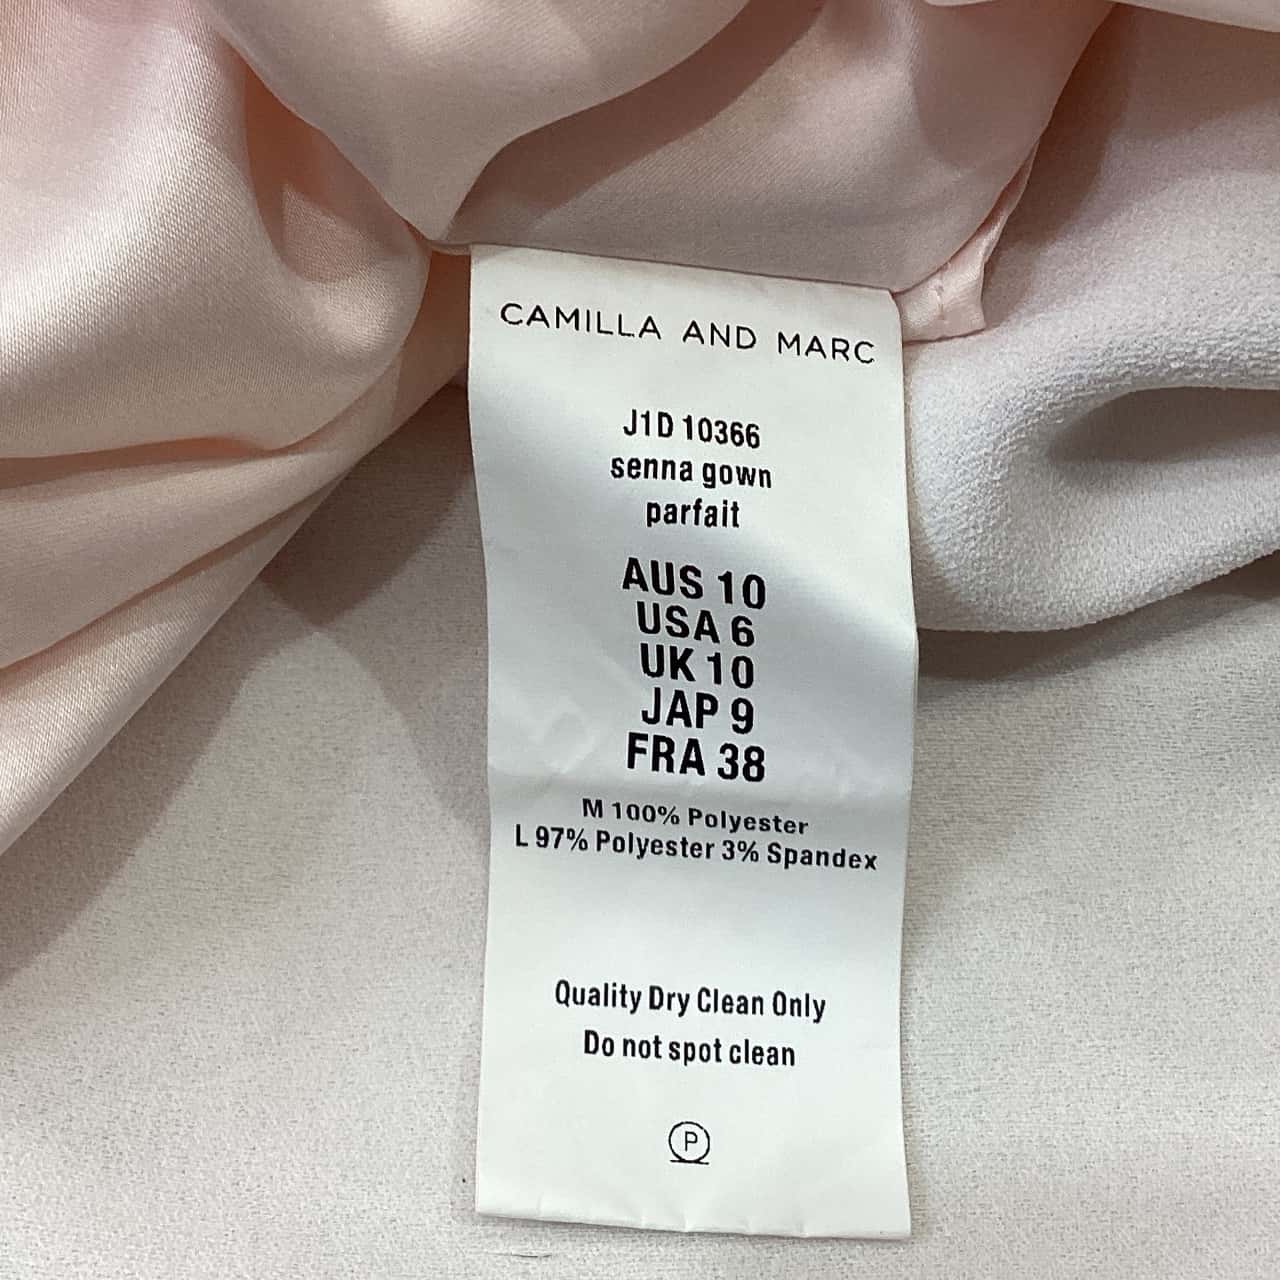 CAMILLA AND MARC
J1D 10366
senna gown
parfait
AUS 10
USA 6
UK 10
JAP 9
FRA 38
M 100% Polyester
L 97% Polyester 3% Spandex
Quality Dry Clean Only
Do not spot clean
P